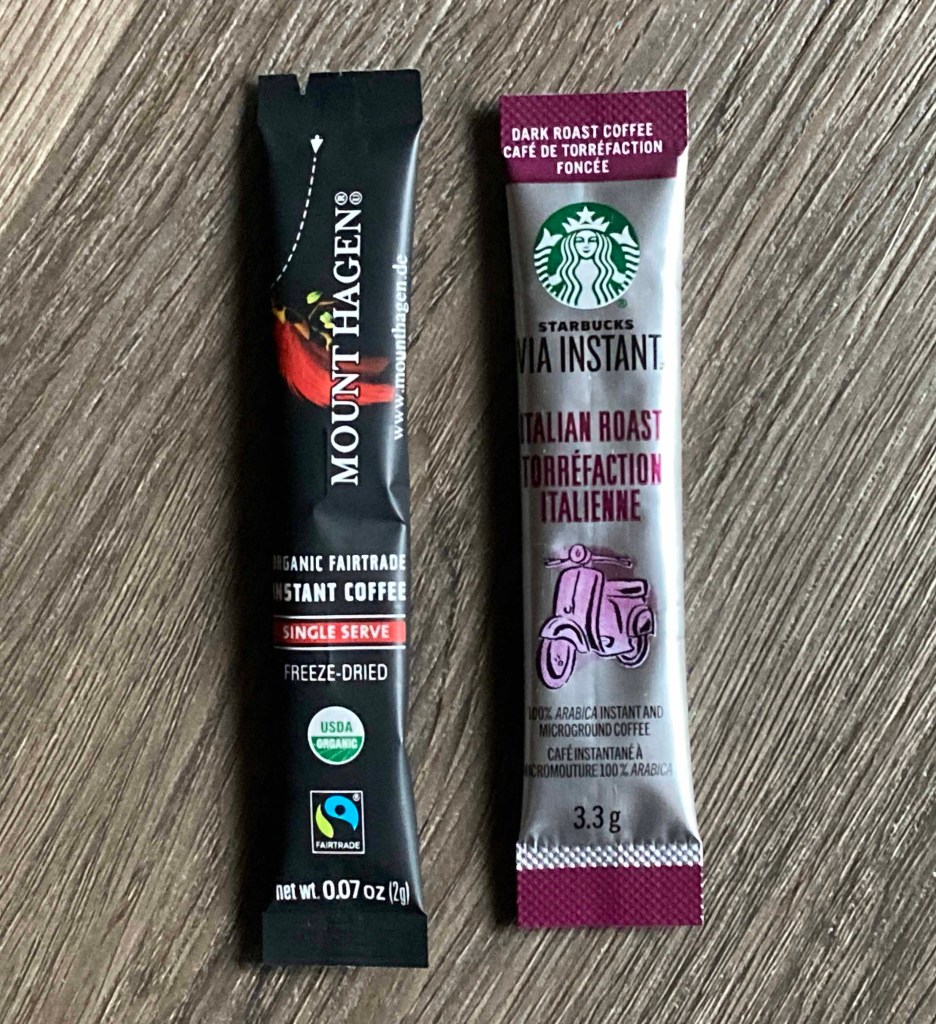 MOUNT HAGEN®
www.mounthagen.de
ORGANIC FAIRTRADE
INSTANT COFFEE
SINGLE SERVE
FREEZE-DRIED
USDA
ORGANIC
FAIRTRADE
net wt. 0.07 oz (2g)
DARK ROAST COFFEE
CAFÉ DE TORRÉFACTION
FONCÉE
STARBUCKS
VIA INSTANT
ITALIAN ROAST
TORRÉFACTION
ITALIENNE
100% ARABICA INSTANT AND
MICROGROUND COFFEE
CAFÉ INSTANTANÉ À
MICROMOUTURE 100% ARABICA
3.3 g